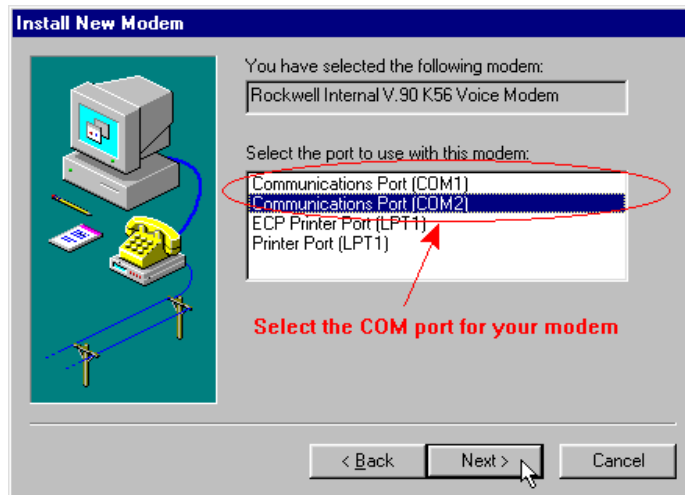 Install New Modem
You have selected the following modem:
Rockwell Internal V.90 K56 Voice Modem
Select the port to use with this modem:
Communications Port (COM1)
Communications Port (COM2)
ECP Printer Port (LPT1)
Printer Port (LPT1)
Select the COM port for your modem
< Back Next > Cancel